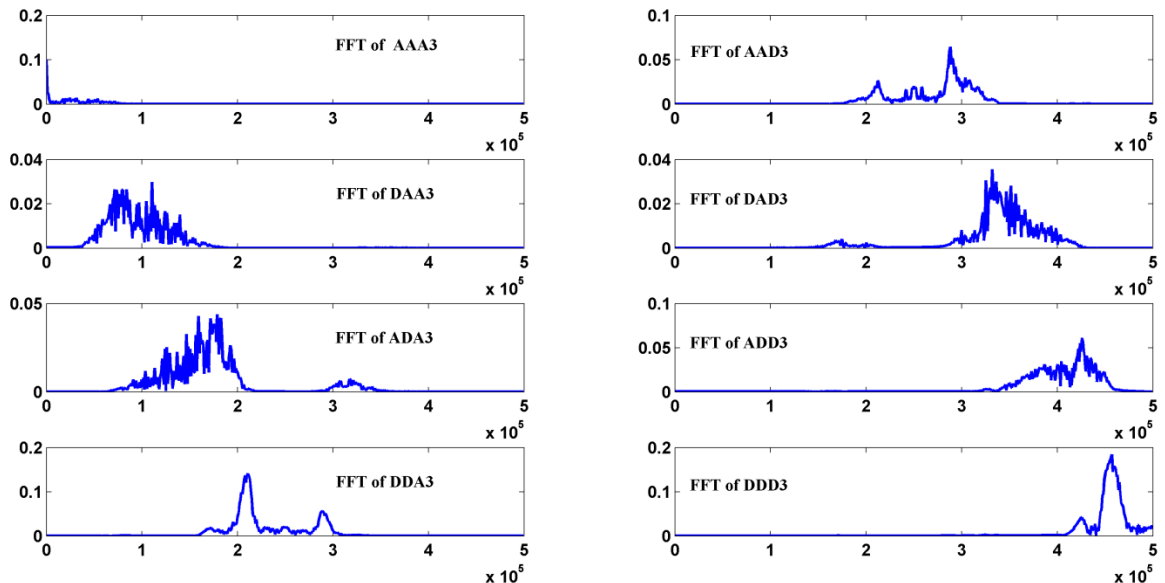 0.2
0.1
0
FFT of AAA3
0 1 2 3 4 5
x 10^5
0.1
0.05
0
FFT of AAD3
0 1 2 3 4 5
x 10^5
0.04
0.02
0
FFT of DAA3
0 1 2 3 4 5
x 10^5
0.04
0.02
0
FFT of DAD3
0 1 2 3 4 5
x 10^5
0.05
0
FFT of ADA3
0 1 2 3 4 5
x 10^5
0.1
0.05
0
FFT of ADD3
0 1 2 3 4 5
x 10^5
0.2
0.1
0
FFT of DDA3
0 1 2 3 4 5
x 10^5
0.2
0.1
0
FFT of DDD3
0 1 2 3 4 5
x 10^5